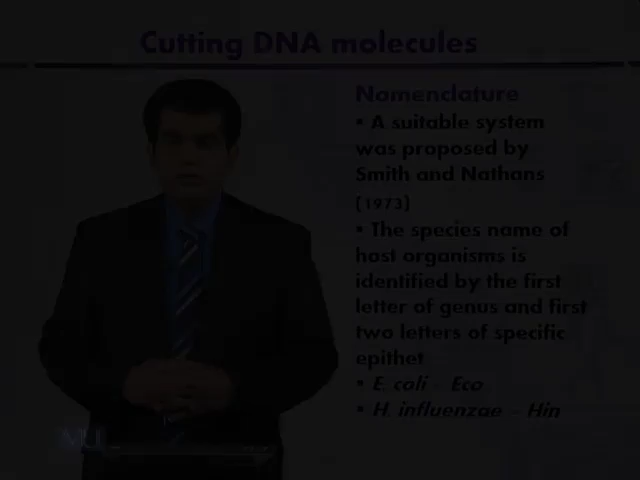 Cutting DNA molecules
Nomenclature
• A suitable system
was proposed by
Smith and Nathans
(1973)
• The species name of
host organisms is
identified by the first
letter of genus and first
two letters of specific
epithet
• E. coli - Eco
• H. influenzae – Hin
VU